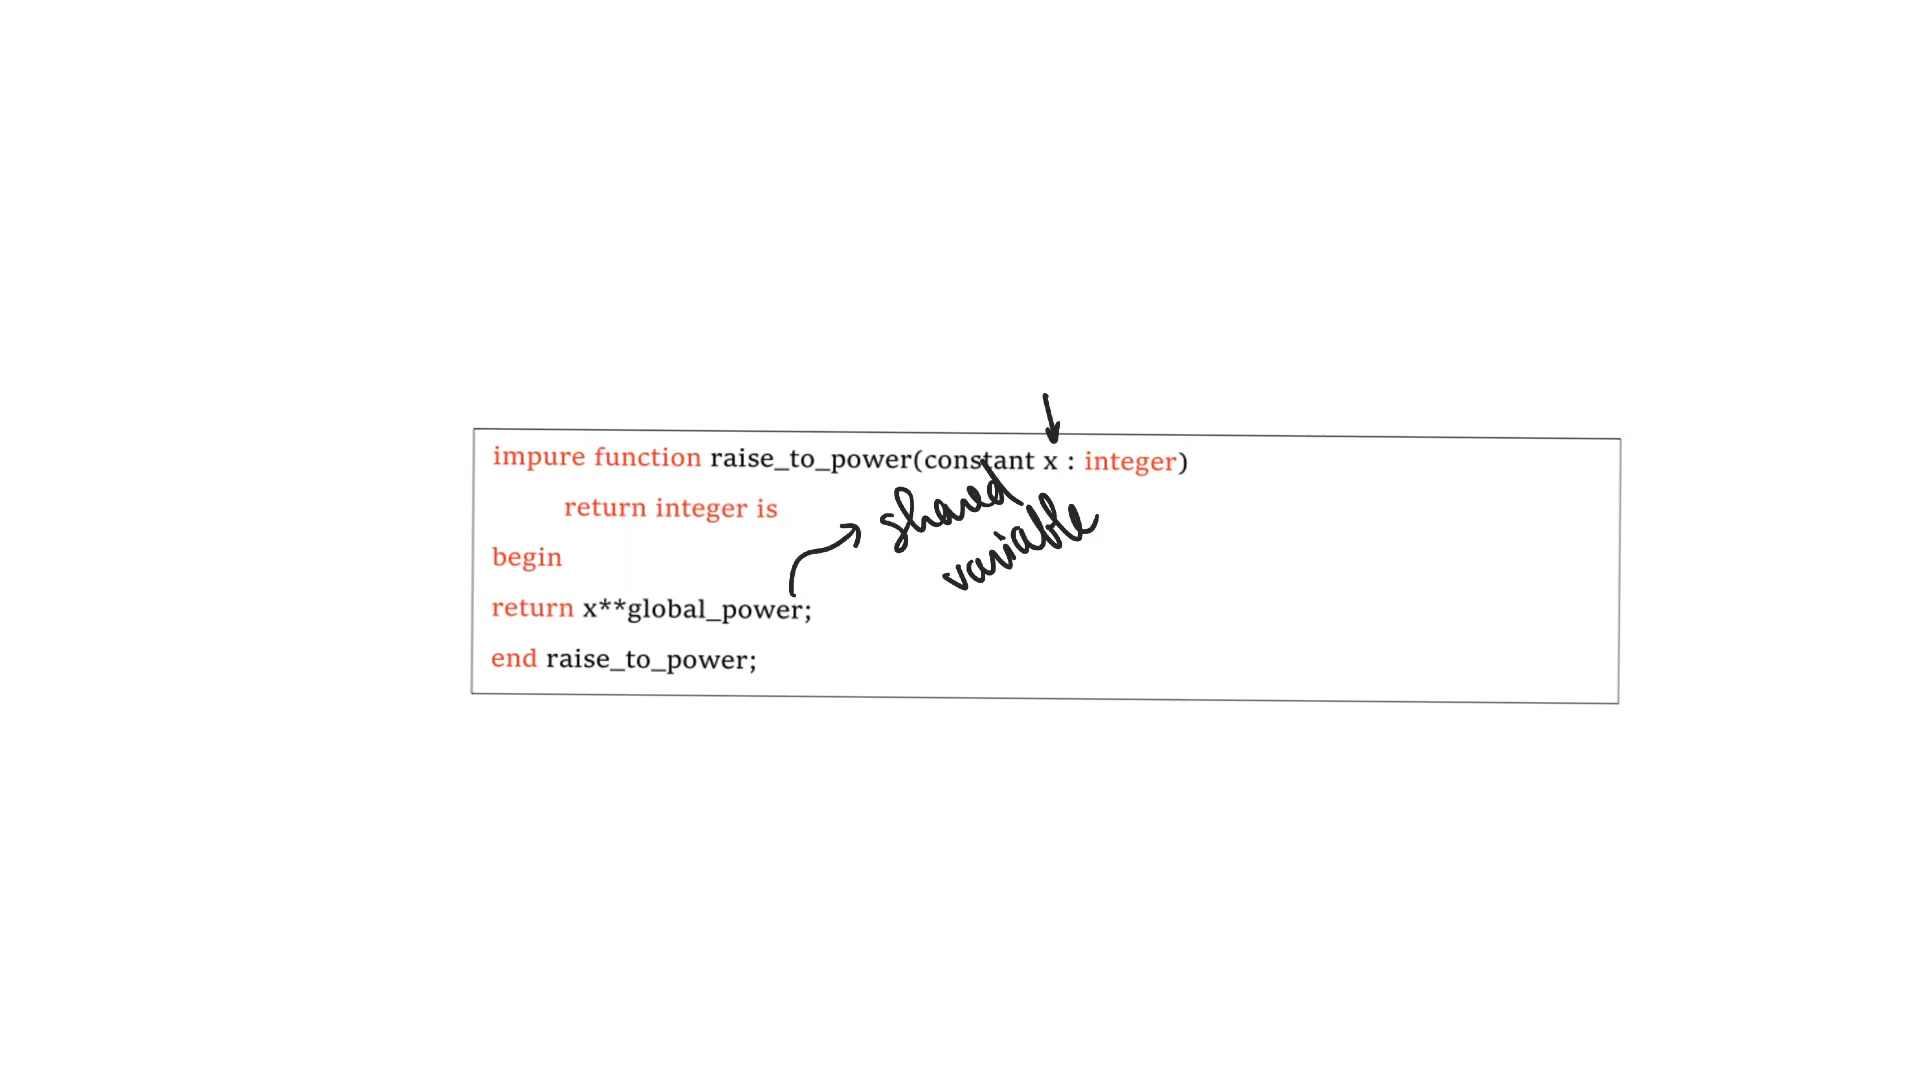 impure function raise_to_power(constant x : integer)
return integer is
shared
variable
begin
return x**global_power;
end raise_to_power;